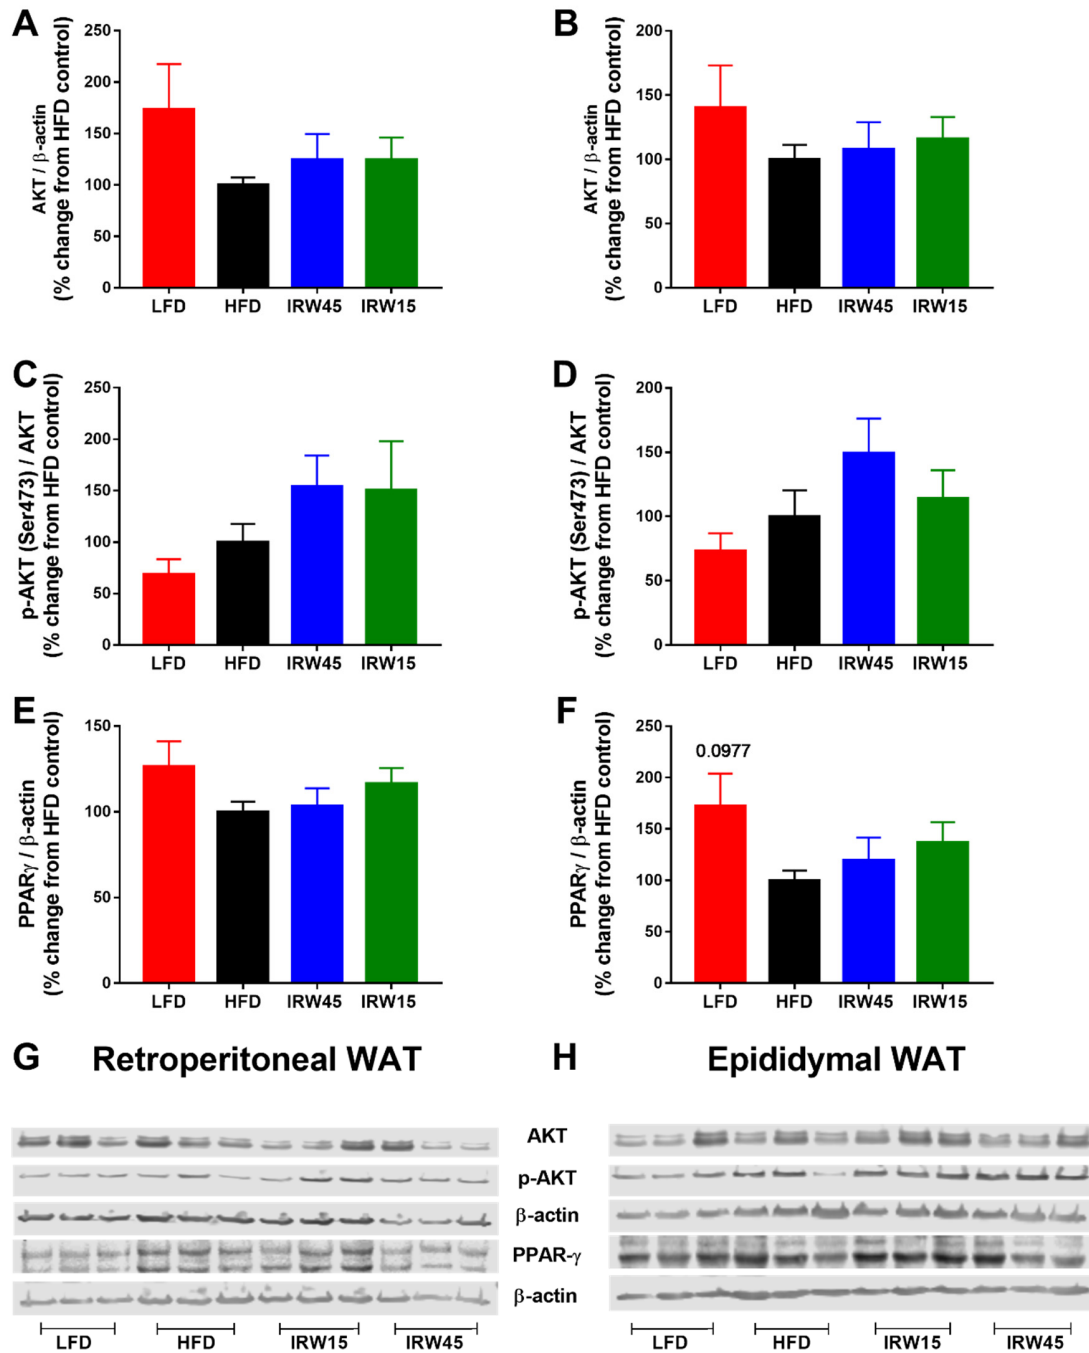 A
AKT / β-actin
(% change from HFD control)
250
200
150
100
50
0
LFD HFD IRW45 IRW15
B
AKT / β-actin
(% change from HFD control)
200
150
100
50
0
LFD HFD IRW45 IRW15
C
p-AKT (Ser473) / AKT
(% change from HFD control)
250
200
150
100
50
0
LFD HFD IRW45 IRW15
D
p-AKT (Ser473) / AKT
(% change from HFD control)
200
150
100
50
0
LFD HFD IRW45 IRW15
E
PPARγ / β-actin
(% change from HFD control)
150
100
50
0
LFD HFD IRW45 IRW15
F
PPARγ / β-actin
(% change from HFD control)
250
200
150
100
50
0
0.0977
LFD HFD IRW45 IRW15
G Retroperitoneal WAT
H Epididymal WAT
AKT
p-AKT
β-actin
PPAR-γ
β-actin
LFD HFD IRW15 IRW45
LFD HFD IRW15 IRW45